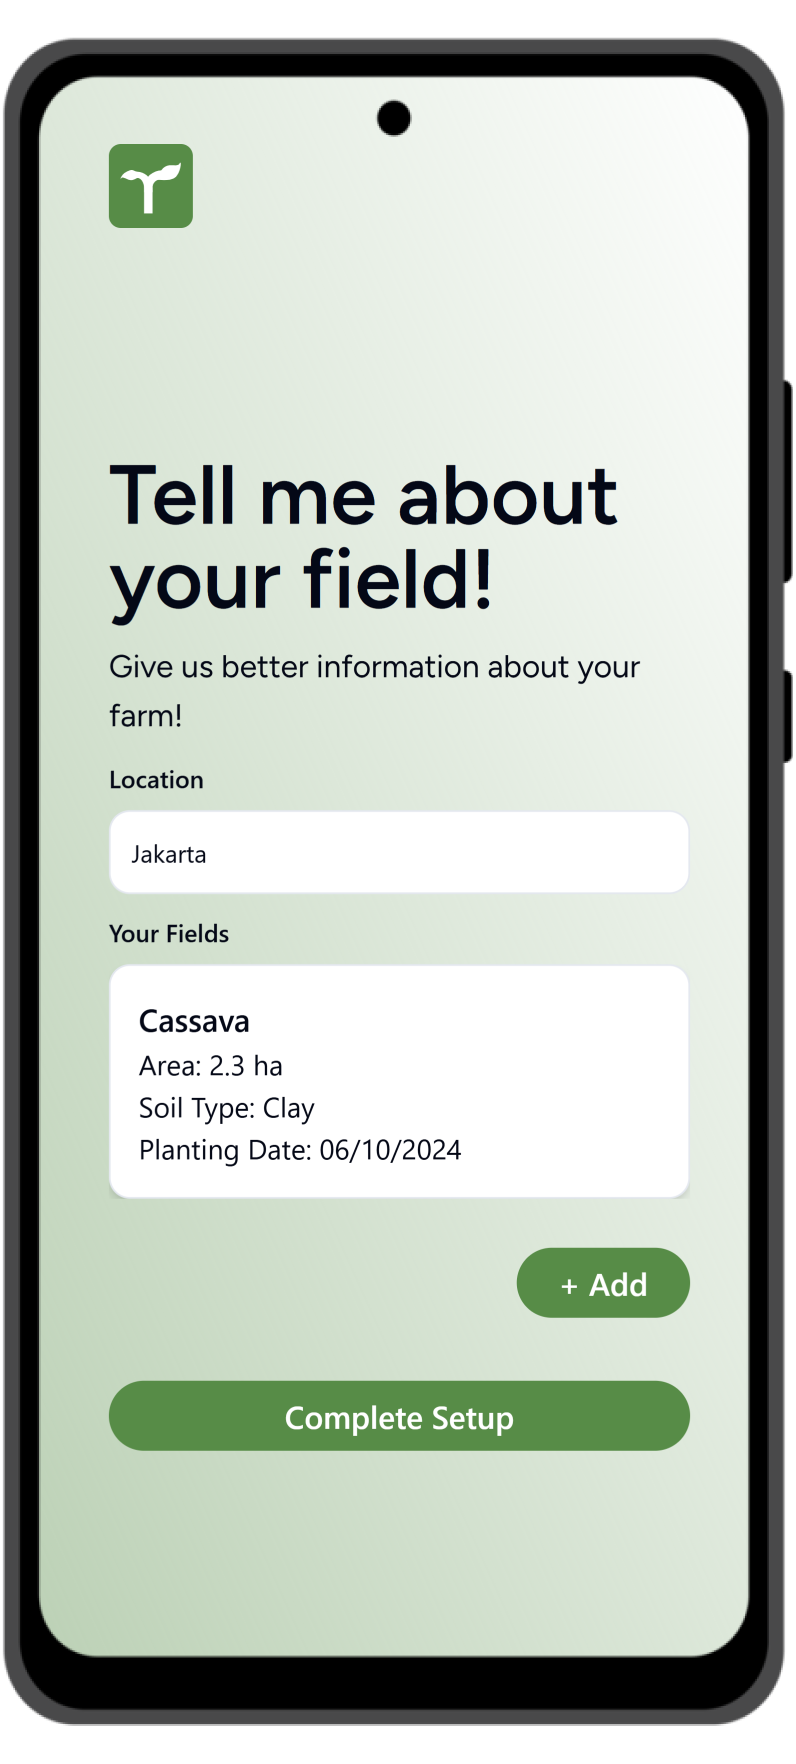 Tell me about
your field!
Give us better information about your
farm!
Location
Jakarta
Your Fields
Cassava
Area: 2.3 ha
Soil Type: Clay
Planting Date: 06/10/2024
+ Add
Complete Setup